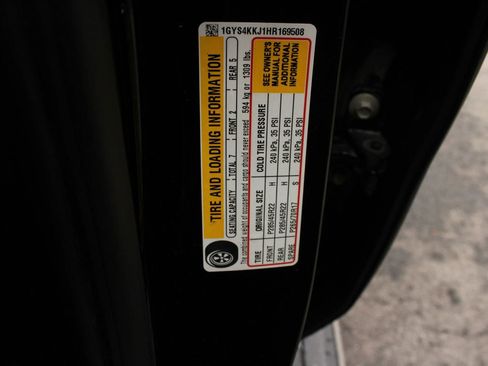 1GYS4KKJ1HR169508
TIRE AND LOADING INFORMATION
SEATING CAPACITY TOTAL 7 FRONT 2 REAR 5
The combined weight of occupants and cargo should never exceed 594 kg or 1309 lbs.
TIRE ORIGINAL SIZE COLD TIRE PRESSURE
FRONT P285/45R22 H 240 kPa, 35 PSI
REAR P285/45R22 H 240 kPa, 35 PSI
SPARE P265/70R17 S 240 kPa, 35 PSI
SEE OWNER'S
MANUAL FOR
ADDITIONAL
INFORMATION